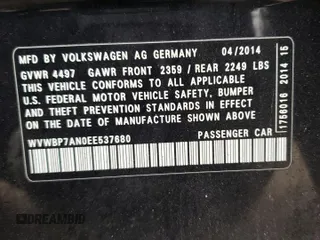 MFD BY VOLKSWAGEN AG GERMANY 04/2014
GVWR 4497 GAWR FRONT 2359 / REAR 2249 LBS
THIS VEHICLE CONFORMS TO ALL APPLICABLE
U.S. FEDERAL MOTOR VEHICLE SAFETY, BUMPER
AND THEFT PREVENTION STANDARDS IN EFFECT
ON THE DATE OF MANUFACTURE SHOWN ABOVE
WVWBP7AN0EE537680 PASSENGER CAR
1756016 2014 15
DREAMBID